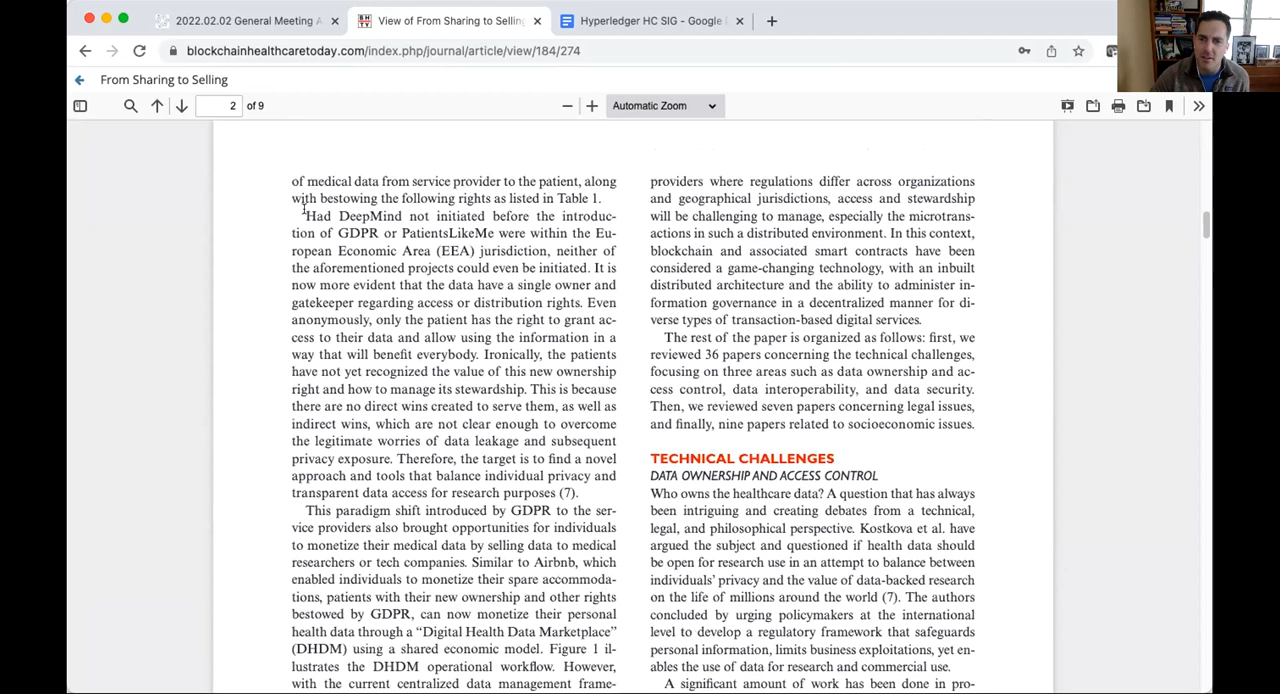 2022.02.02 General Meeting A
View of From Sharing to Selling
Hyperledger HC SIG - Google
blockchainhealthcaretoday.com/index.php/journal/article/view/184/274
From Sharing to Selling
2 of 9
Automatic Zoom
of medical data from service provider to the patient, along
with bestowing the following rights as listed in Table 1.
Had DeepMind not initiated before the introduc-
tion of GDPR or PatientsLikeMe were within the Eu-
ropean Economic Area (EEA) jurisdiction, neither of
the aforementioned projects could even be initiated. It is
now more evident that the data have a single owner and
gatekeeper regarding access or distribution rights. Even
anonymously, only the patient has the right to grant ac-
cess to their data and allow using the information in a
way that will benefit everybody. Ironically, the patients
have not yet recognized the value of this new ownership
right and how to manage its stewardship. This is because
there are no direct wins created to serve them, as well as
indirect wins, which are not clear enough to overcome
the legitimate worries of data leakage and subsequent
privacy exposure. Therefore, the target is to find a novel
approach and tools that balance individual privacy and
transparent data access for research purposes (7).
This paradigm shift introduced by GDPR to the ser-
vice providers also brought opportunities for individuals
to monetize their medical data by selling data to medical
researchers or tech companies. Similar to Airbnb, which
enabled individuals to monetize their spare accommoda-
tions, patients with their new ownership and other rights
bestowed by GDPR, can now monetize their personal
health data through a “Digital Health Data Marketplace”
(DHDM) using a shared economic model. Figure 1 il-
lustrates the DHDM operational workflow. However,
with the current centralized data management frame-
providers where regulations differ across organizations
and geographical jurisdictions, access and stewardship
will be challenging to manage, especially the microtrans-
actions in such a distributed environment. In this context,
blockchain and associated smart contracts have been
considered a game-changing technology, with an inbuilt
distributed architecture and the ability to administer in-
formation governance in a decentralized manner for di-
verse types of transaction-based digital services.
The rest of the paper is organized as follows: first, we
reviewed 36 papers concerning the technical challenges,
focusing on three areas such as data ownership and ac-
cess control, data interoperability, and data security.
Then, we reviewed seven papers concerning legal issues,
and finally, nine papers related to socioeconomic issues.
TECHNICAL CHALLENGES
DATA OWNERSHIP AND ACCESS CONTROL
Who owns the healthcare data? A question that has always
been intriguing and creating debates from a technical,
legal, and philosophical perspective. Kostkova et al. have
argued the subject and questioned if health data should
be open for research use in an attempt to balance between
individuals’ privacy and the value of data-backed research
on the life of millions around the world (7). The authors
concluded by urging policymakers at the international
level to develop a regulatory framework that safeguards
personal information, limits business exploitations, yet en-
ables the use of data for research and commercial use.
A significant amount of work has been done in pro-